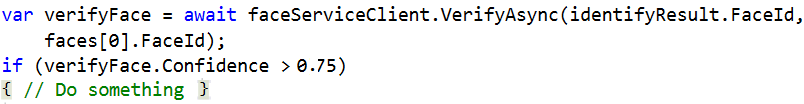 var verifyFace = await faceServiceClient.VerifyAsync(identifyResult.FaceId,
faces[0].FaceId);
if (verifyFace.Confidence > 0.75)
{ // Do something }